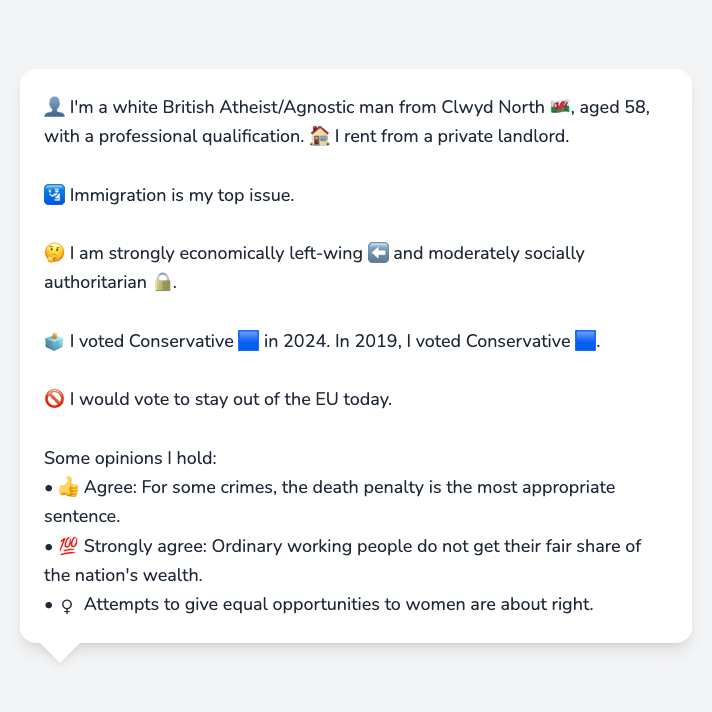 👤 I'm a white British Atheist/Agnostic man from Clwyd North 🏴󠁧󠁢󠁷󠁬󠁳󠁿, aged 58,
with a professional qualification. 🏠 I rent from a private landlord.
🛂 Immigration is my top issue.
🤔 I am strongly economically left-wing ⬅️ and moderately socially
authoritarian 🔒.
🗳️ I voted Conservative 🟦 in 2024. In 2019, I voted Conservative 🟦.
🚫 I would vote to stay out of the EU today.
Some opinions I hold:
• 👍 Agree: For some crimes, the death penalty is the most appropriate
sentence.
• 💯 Strongly agree: Ordinary working people do not get their fair share of
the nation's wealth.
• ♀ Attempts to give equal opportunities to women are about right.